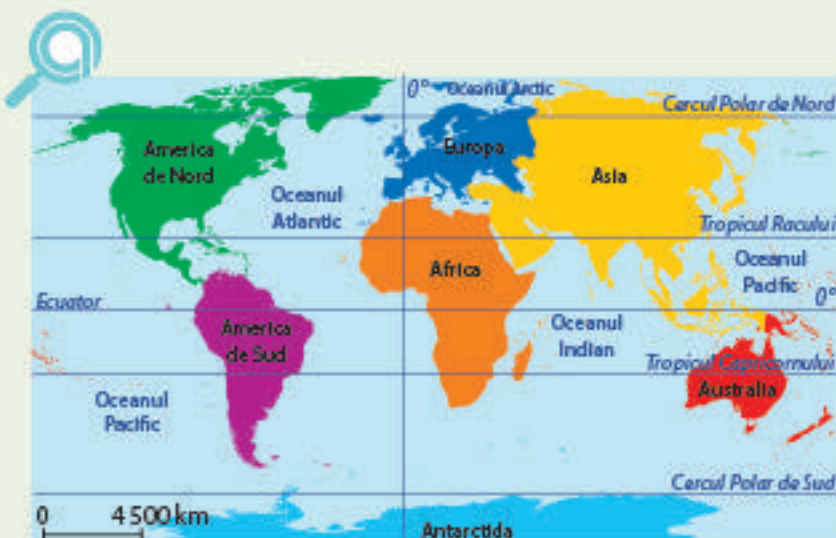 0°
Oceanul Arctic
Cercul Polar de Nord
America
de Nord
Europa
Asia
Oceanul
Atlantic
Tropicul Racului
Africa
Oceanul
Pacific
Ecuator
0°
America
de Sud
Oceanul
Indian
Tropicul Capricornului
Australia
Oceanul
Pacific
Cercul Polar de Sud
0 4 500 km
Antarctida